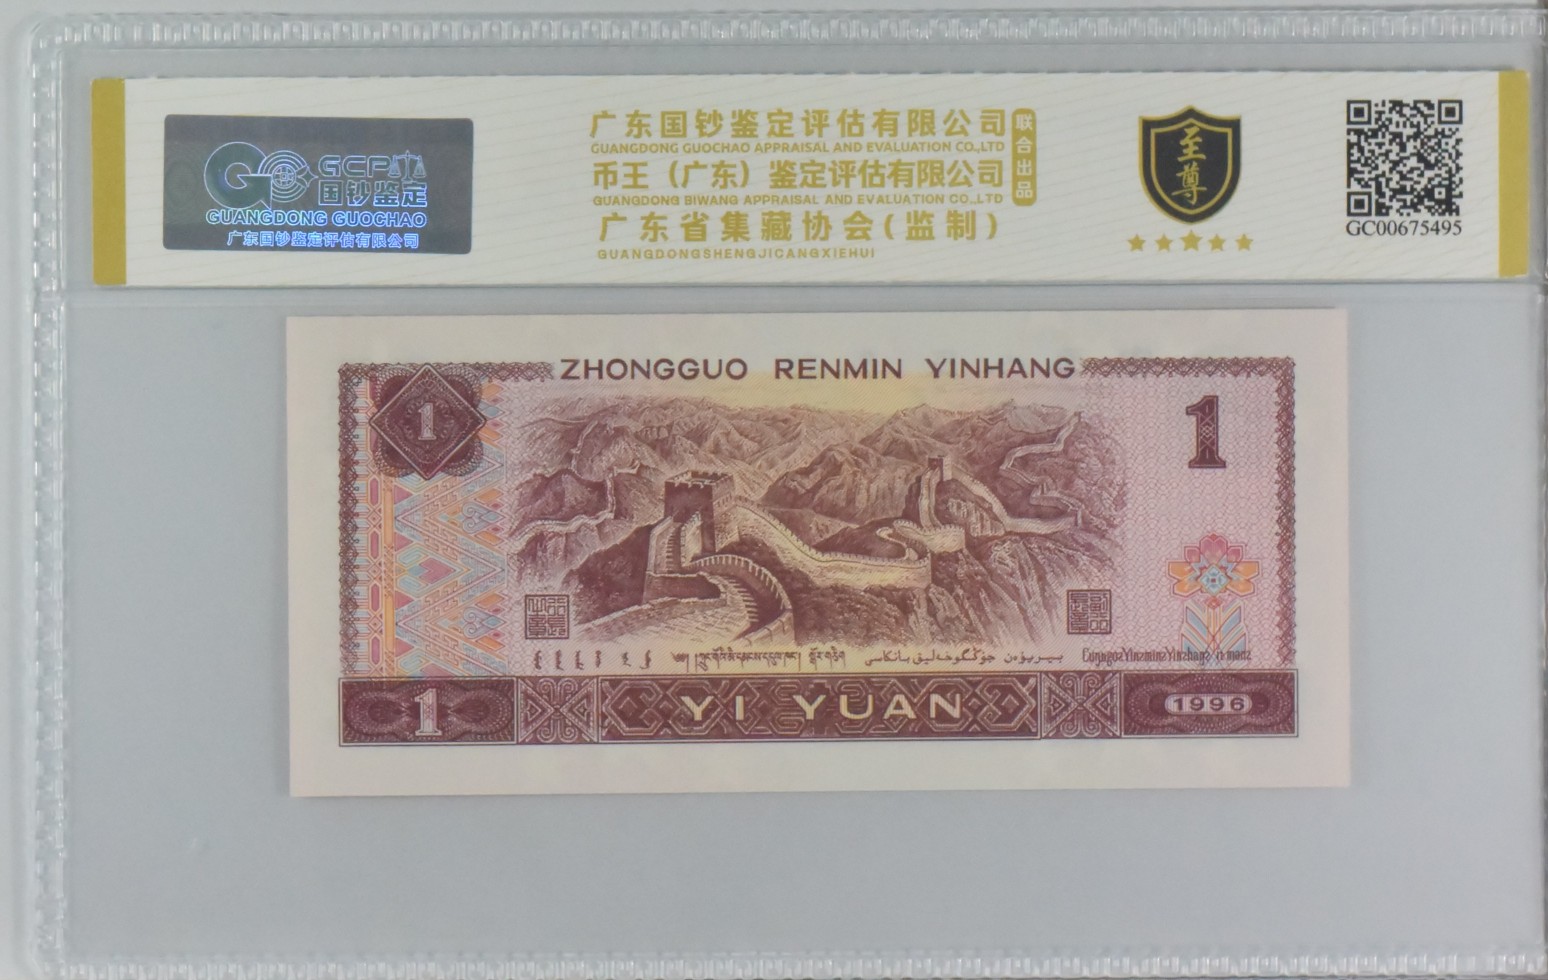 GC GCP
国钞鉴定
GUANGDONG GUOCHAO
广东国钞鉴定评估有限公司
广东国钞鉴定评估有限公司
GUANGDONG GUOCHAO APPRAISAL AND EVALUATION CO.,LTD
币王（广东）鉴定评估有限公司
GUANGDONG BIWANG APPRAISAL AND EVALUATION CO.,LTD
联合出品
广东省集藏协会(监制)
GUANGDONGSHENGJICANGXIEHUI
至尊
GC00675495
ZHONGGUO RENMIN YINHANG
1
1
بىرىۋەن جۇڭگوخەلىق بانكاسى
1
YI YUAN
1996